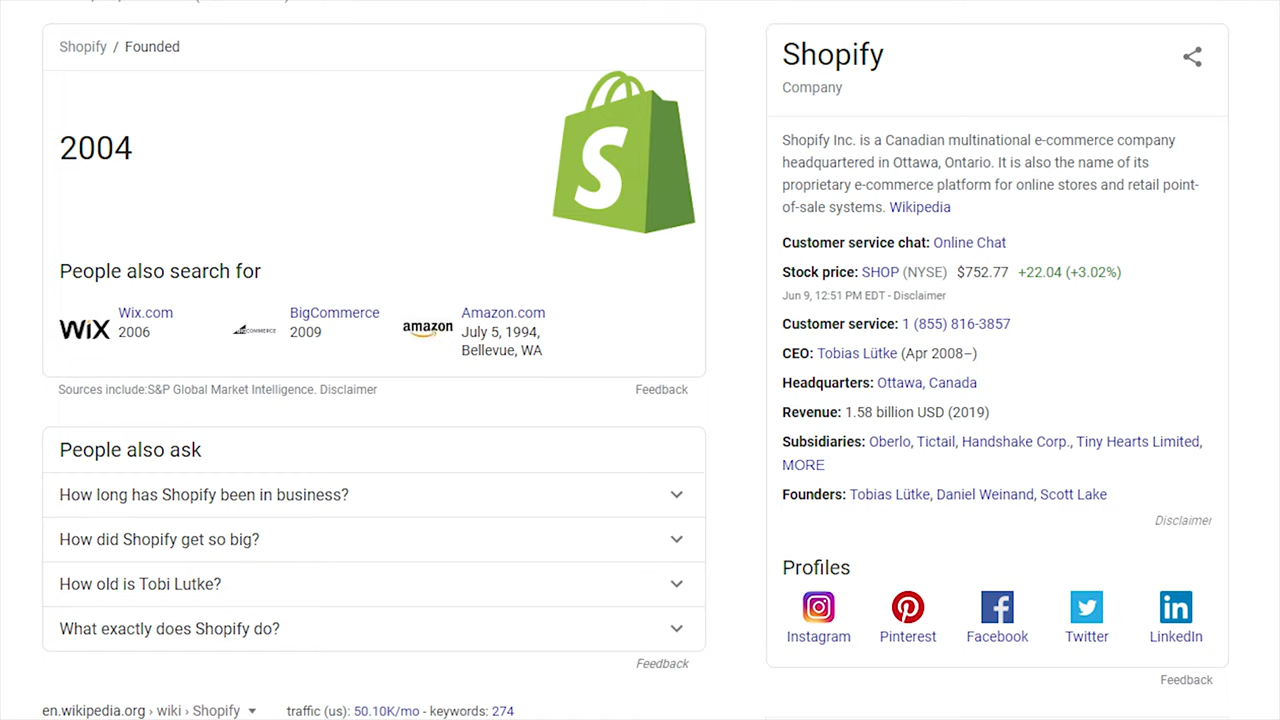 Shopify / Founded
2004
S
People also search for
WiX
Wix.com
2006
BigCommerce
2009
amazon
Amazon.com
July 5, 1994,
Bellevue, WA
Sources include:S&P Global Market Intelligence. Disclaimer
Feedback
People also ask
How long has Shopify been in business?
How did Shopify get so big?
How old is Tobi Lutke?
What exactly does Shopify do?
Feedback
en.wikipedia.org › wiki › Shopify
traffic (us): 50.10K/mo - keywords: 274
Shopify
Company
Shopify Inc. is a Canadian multinational e-commerce company
headquartered in Ottawa, Ontario. It is also the name of its
proprietary e-commerce platform for online stores and retail point-
of-sale systems. Wikipedia
Customer service chat: Online Chat
Stock price: SHOP (NYSE) $752.77 +22.04 (+3.02%)
Jun 9, 12:51 PM EDT - Disclaimer
Customer service: 1 (855) 816-3857
CEO: Tobias Lütke (Apr 2008–)
Headquarters: Ottawa, Canada
Revenue: 1.58 billion USD (2019)
Subsidiaries: Oberlo, Tictail, Handshake Corp., Tiny Hearts Limited,
MORE
Founders: Tobias Lütke, Daniel Weinand, Scott Lake
Disclaimer
Profiles
Instagram
Pinterest
Facebook
Twitter
LinkedIn
Feedback